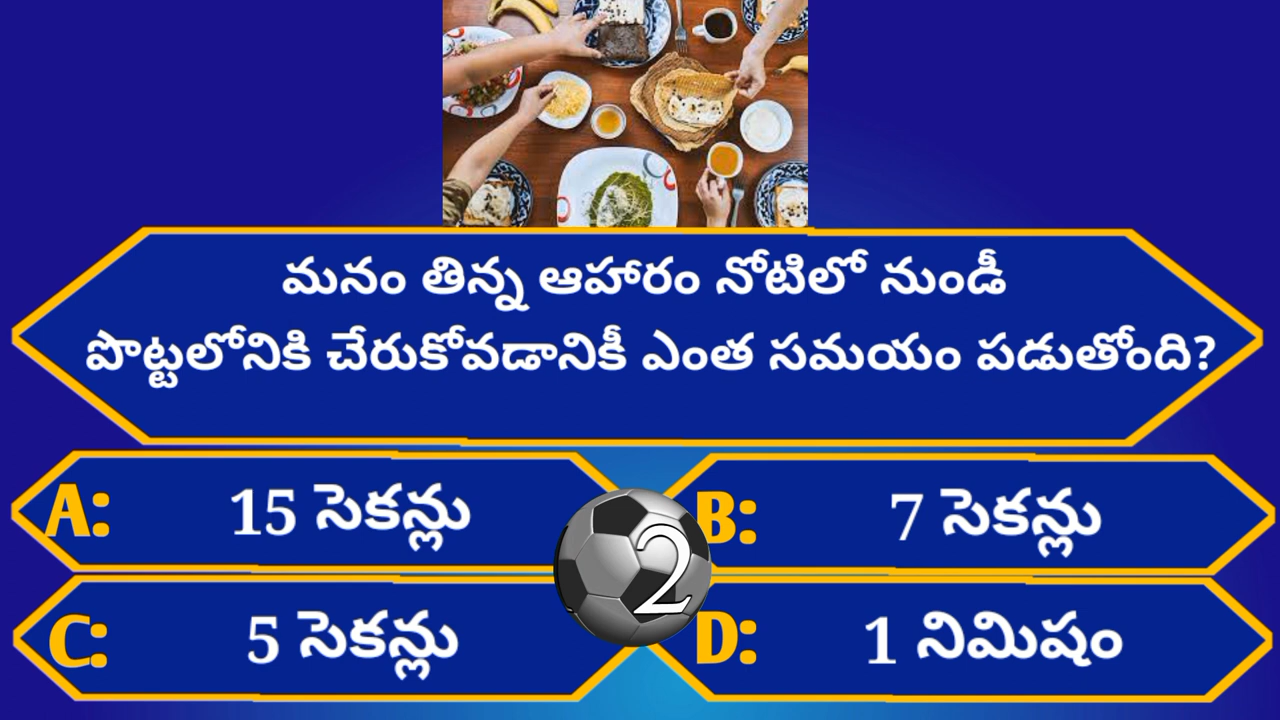 మనం తిన్న ఆహారం నోటిలో నుండీ
పొట్టలోనికి చేరుకోవడానికీ ఎంత సమయం పడుతోంది?
A: 15 సెకన్లు
B: 7 సెకన్లు
2
C: 5 సెకన్లు
D: 1 నిమిషం